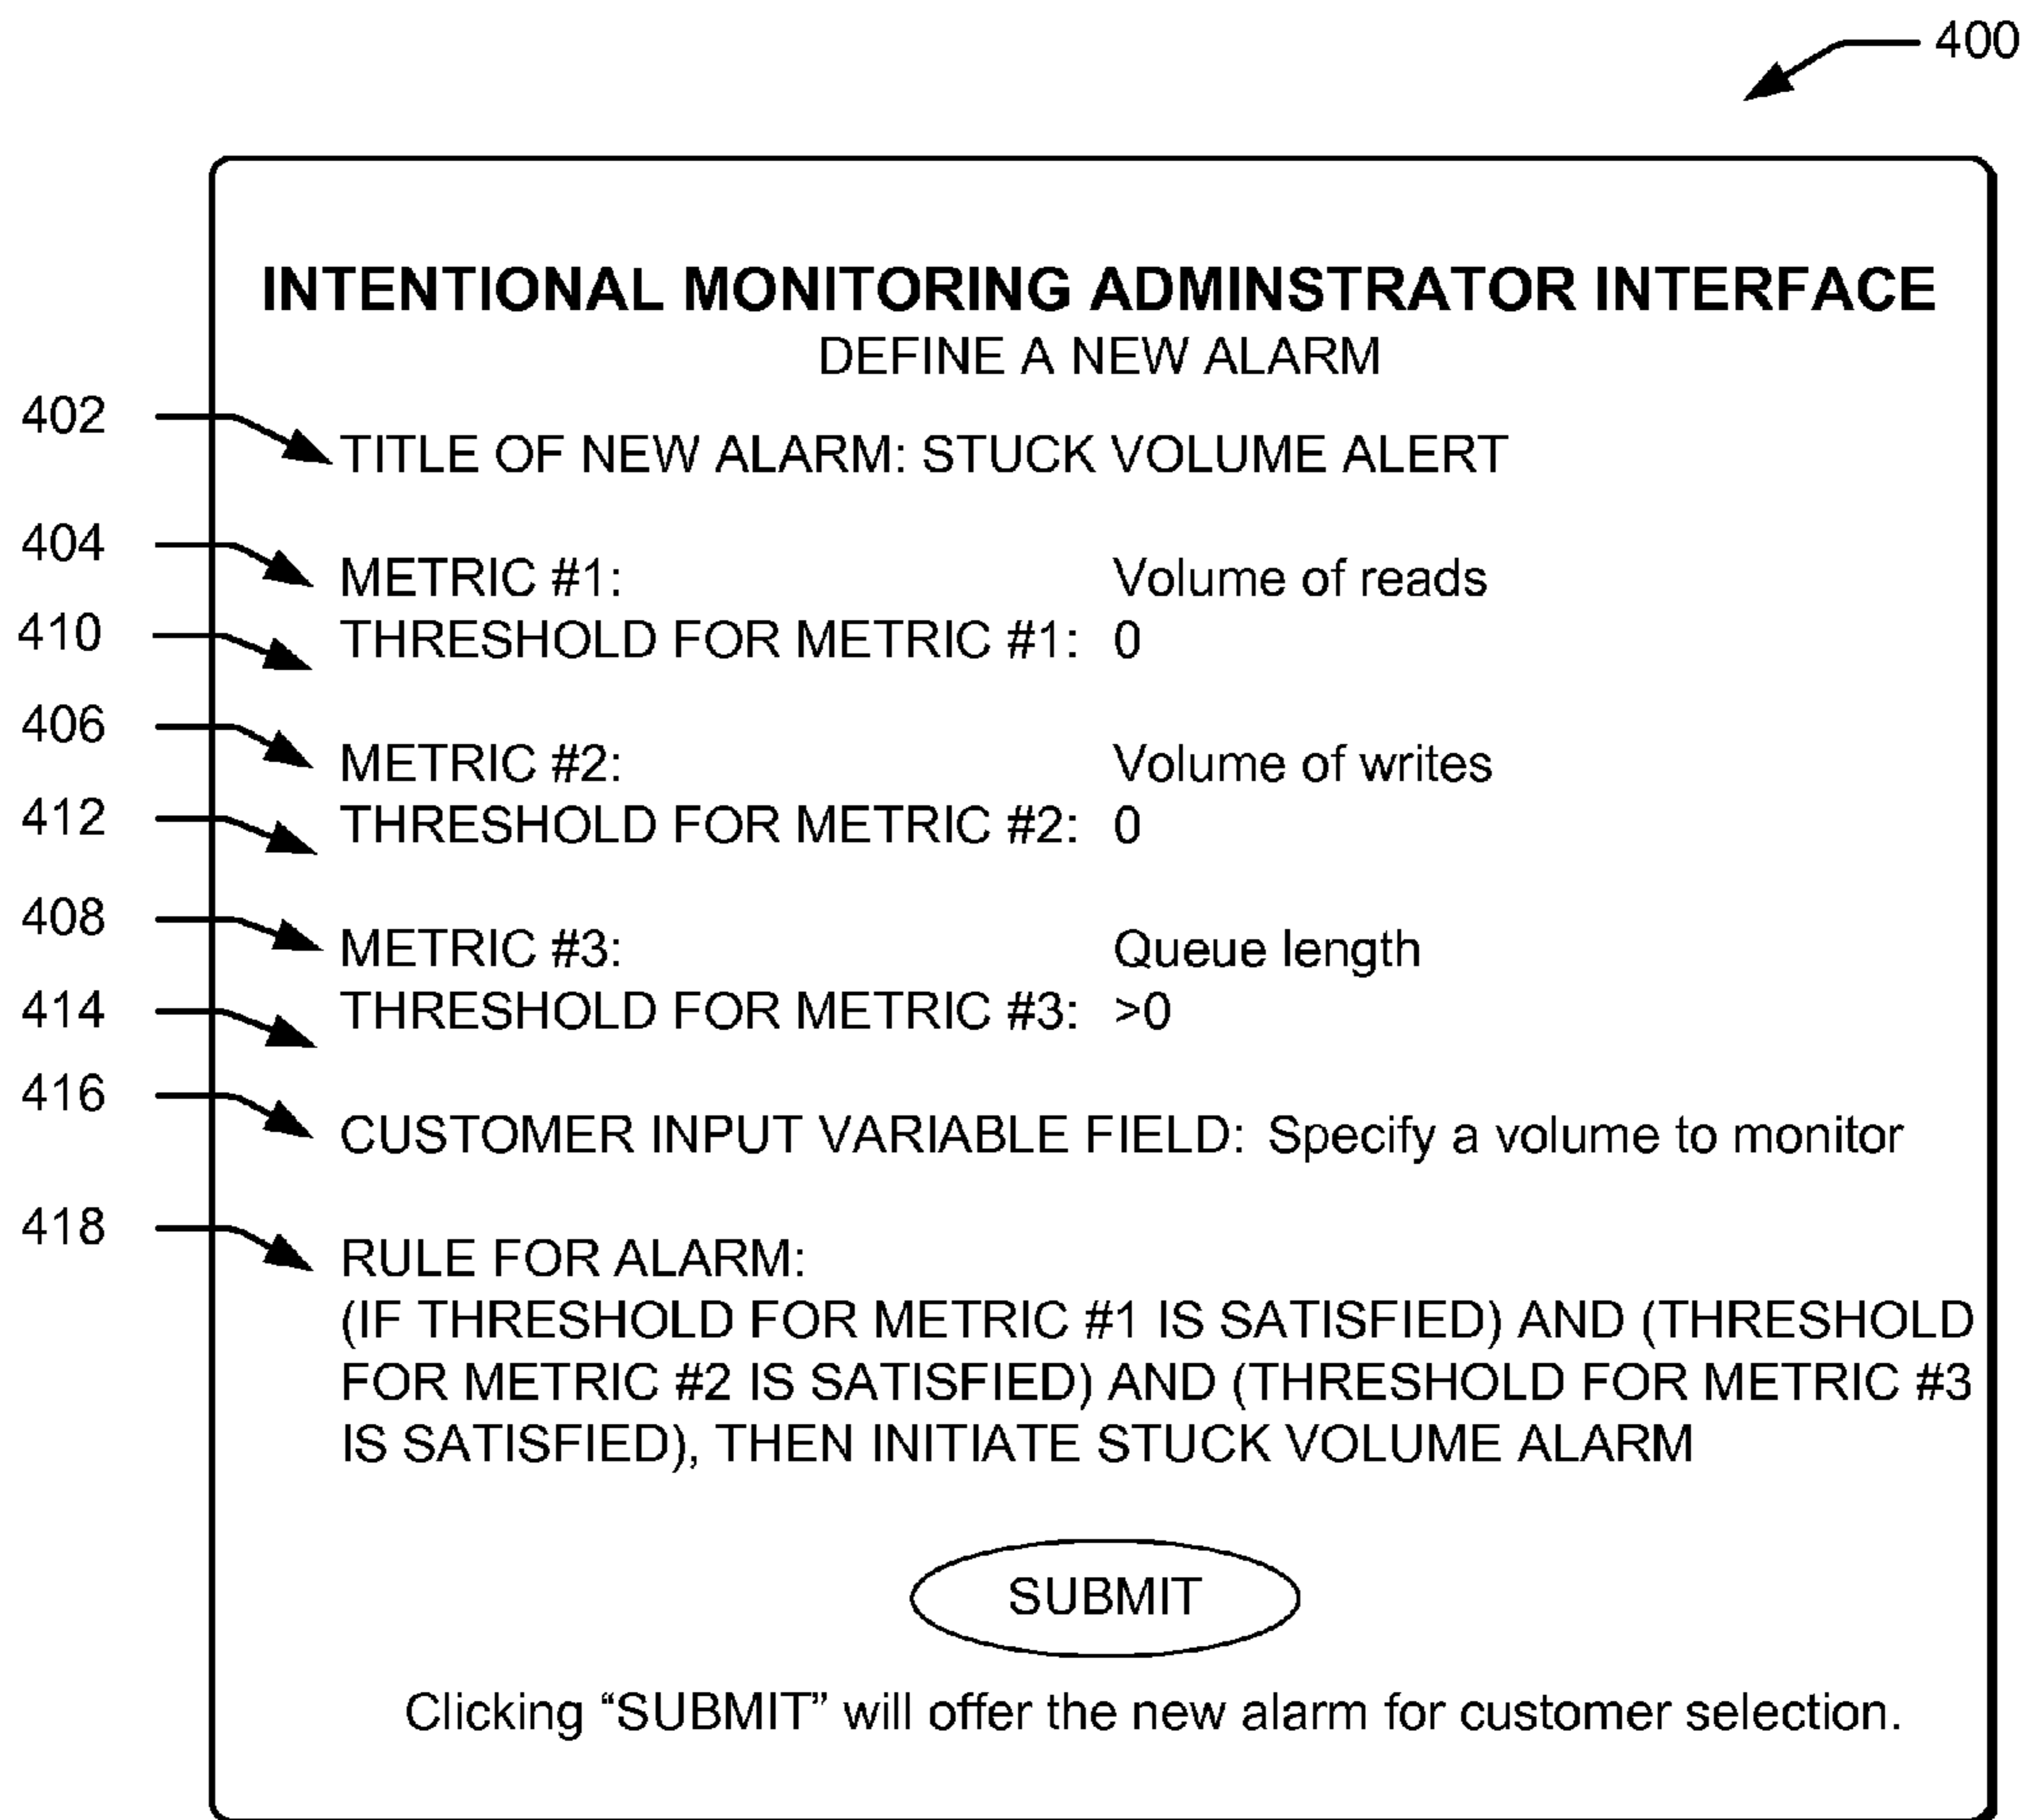 400
INTENTIONAL MONITORING ADMINSTRATOR INTERFACE
DEFINE A NEW ALARM
402
TITLE OF NEW ALARM: STUCK VOLUME ALERT
404
METRIC #1: Volume of reads
410
THRESHOLD FOR METRIC #1: 0
406
METRIC #2: Volume of writes
412
THRESHOLD FOR METRIC #2: 0
408
METRIC #3: Queue length
414
THRESHOLD FOR METRIC #3: >0
416
CUSTOMER INPUT VARIABLE FIELD: Specify a volume to monitor
418
RULE FOR ALARM:
(IF THRESHOLD FOR METRIC #1 IS SATISFIED) AND (THRESHOLD
FOR METRIC #2 IS SATISFIED) AND (THRESHOLD FOR METRIC #3
IS SATISFIED), THEN INITIATE STUCK VOLUME ALARM
SUBMIT
Clicking “SUBMIT” will offer the new alarm for customer selection.